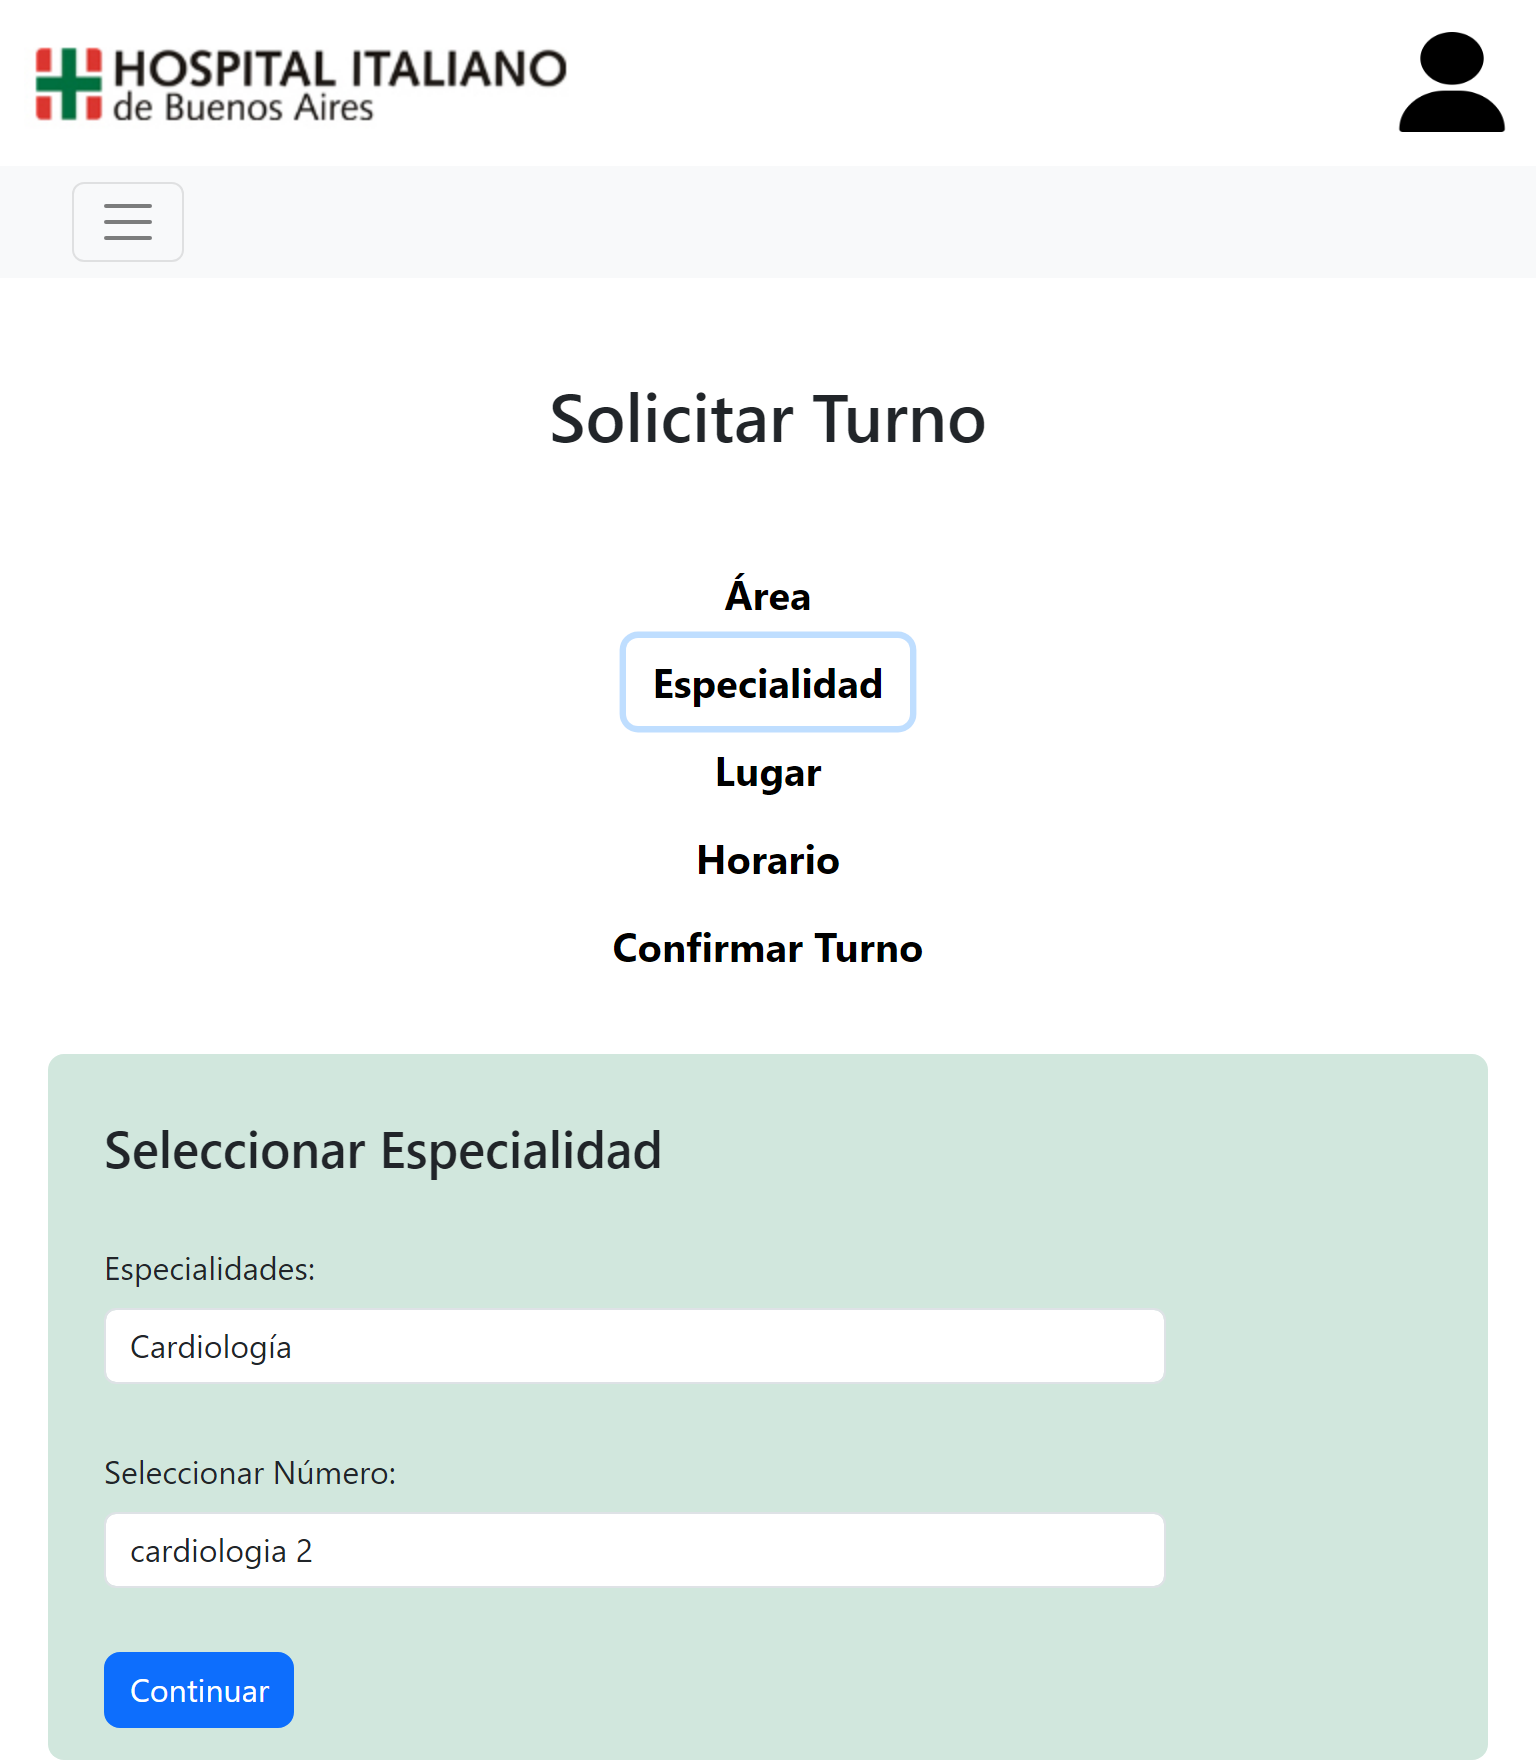 HOSPITAL ITALIANO
de Buenos Aires
Solicitar Turno
Área
Especialidad
Lugar
Horario
Confirmar Turno
Seleccionar Especialidad
Especialidades:
Cardiología
Seleccionar Número:
cardiologia 2
Continuar